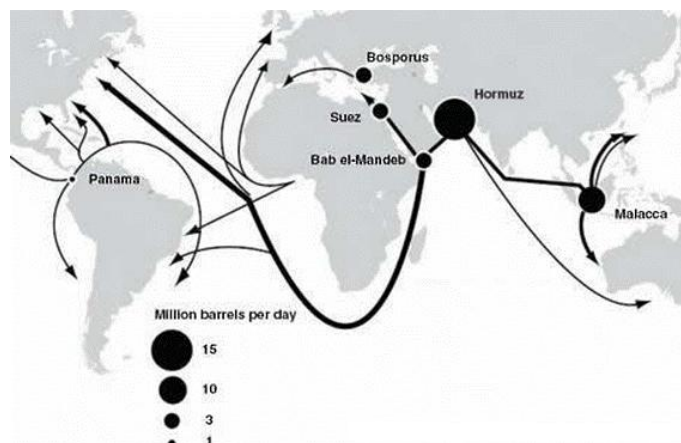 Bosporus
Hormuz
Suez
Bab el-Mandeb
Panama
Malacca
Million barrels per day
15
10
3
1